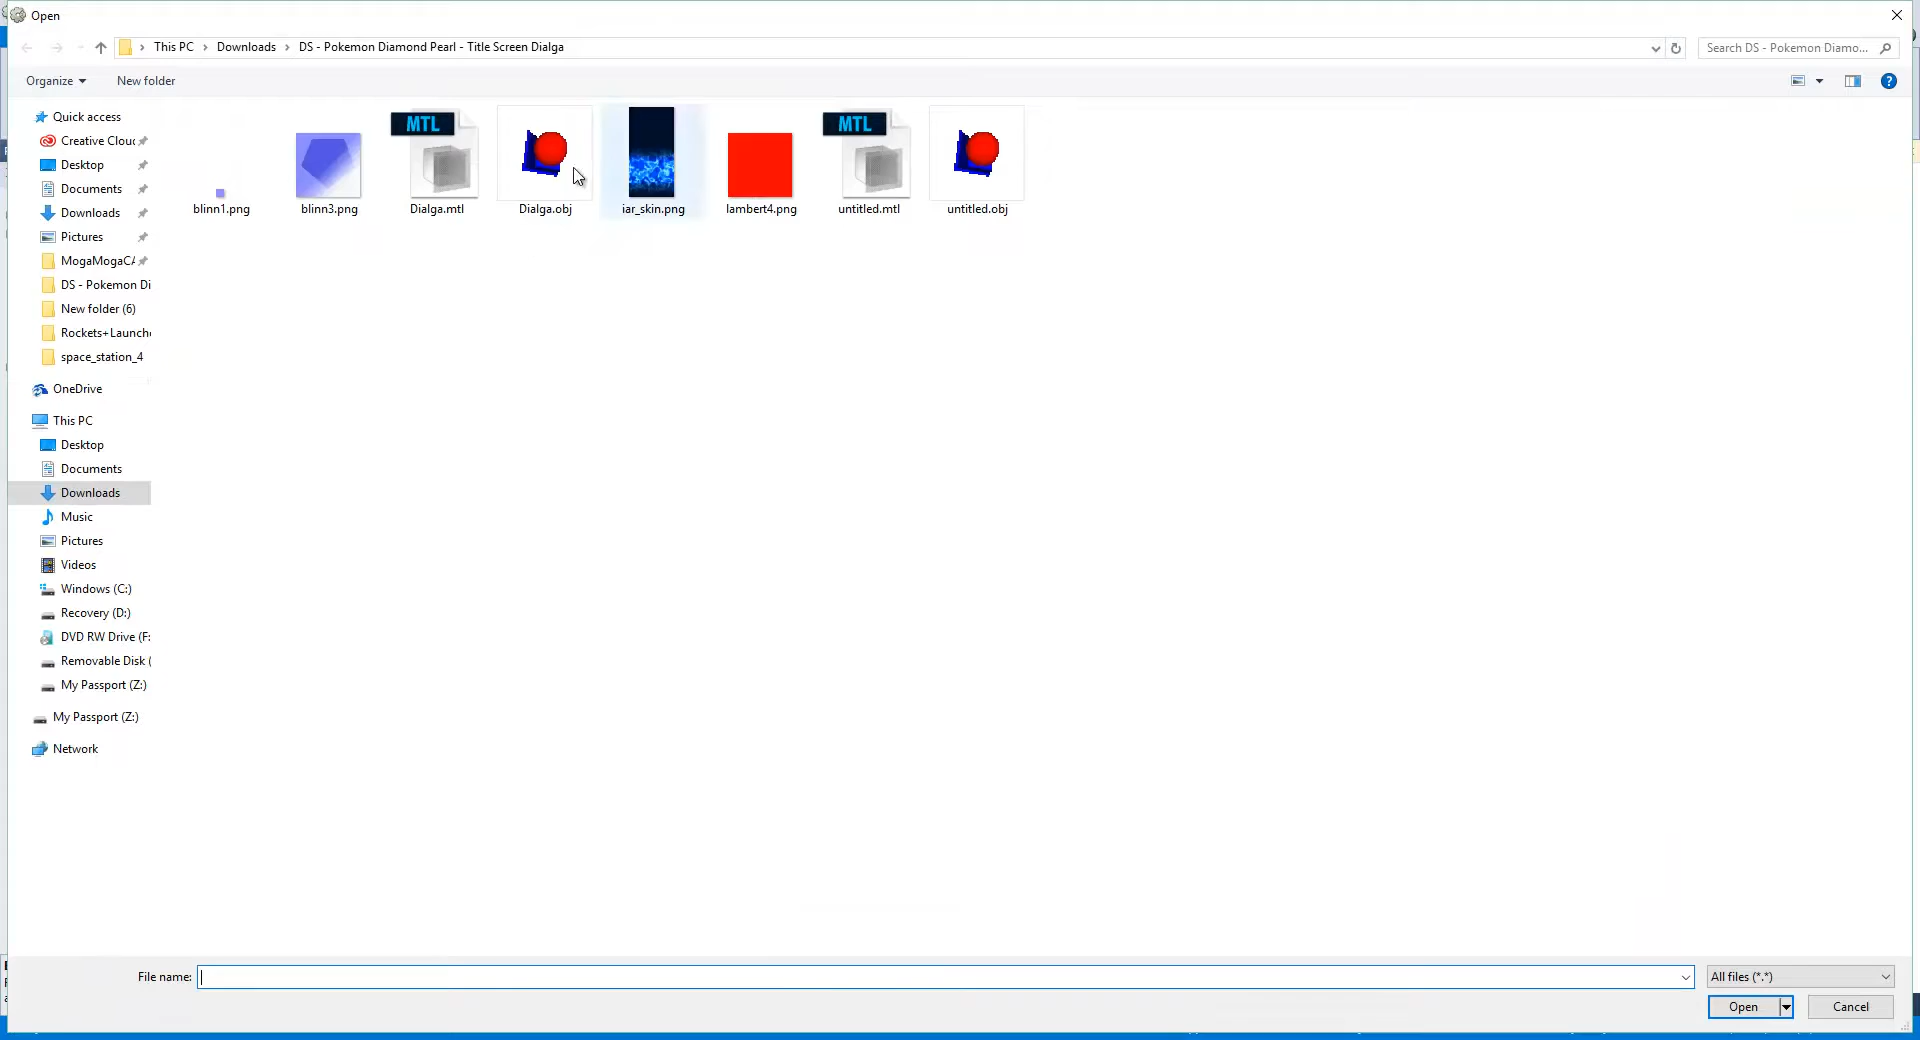 Open
This PC > Downloads > DS - Pokemon Diamond Pearl - Title Screen Dialga
Search DS - Pokemon Diamo...
Organize
New folder
Quick access
Creative Cloud
Desktop
Documents
Downloads
Pictures
MogaMogaCA
DS - Pokemon Di
New folder (6)
Rockets+Launche
space_station_4
OneDrive
This PC
Desktop
Documents
Downloads
Music
Pictures
Videos
Windows (C:)
Recovery (D:)
DVD RW Drive (F:
Removable Disk (
My Passport (Z:)
My Passport (Z:)
Network
MTL
MTL
blinn1.png
blinn3.png
Dialga.mtl
Dialga.obj
iar_skin.png
lambert4.png
untitled.mtl
untitled.obj
File name:
All files (*.*)
Open
Cancel